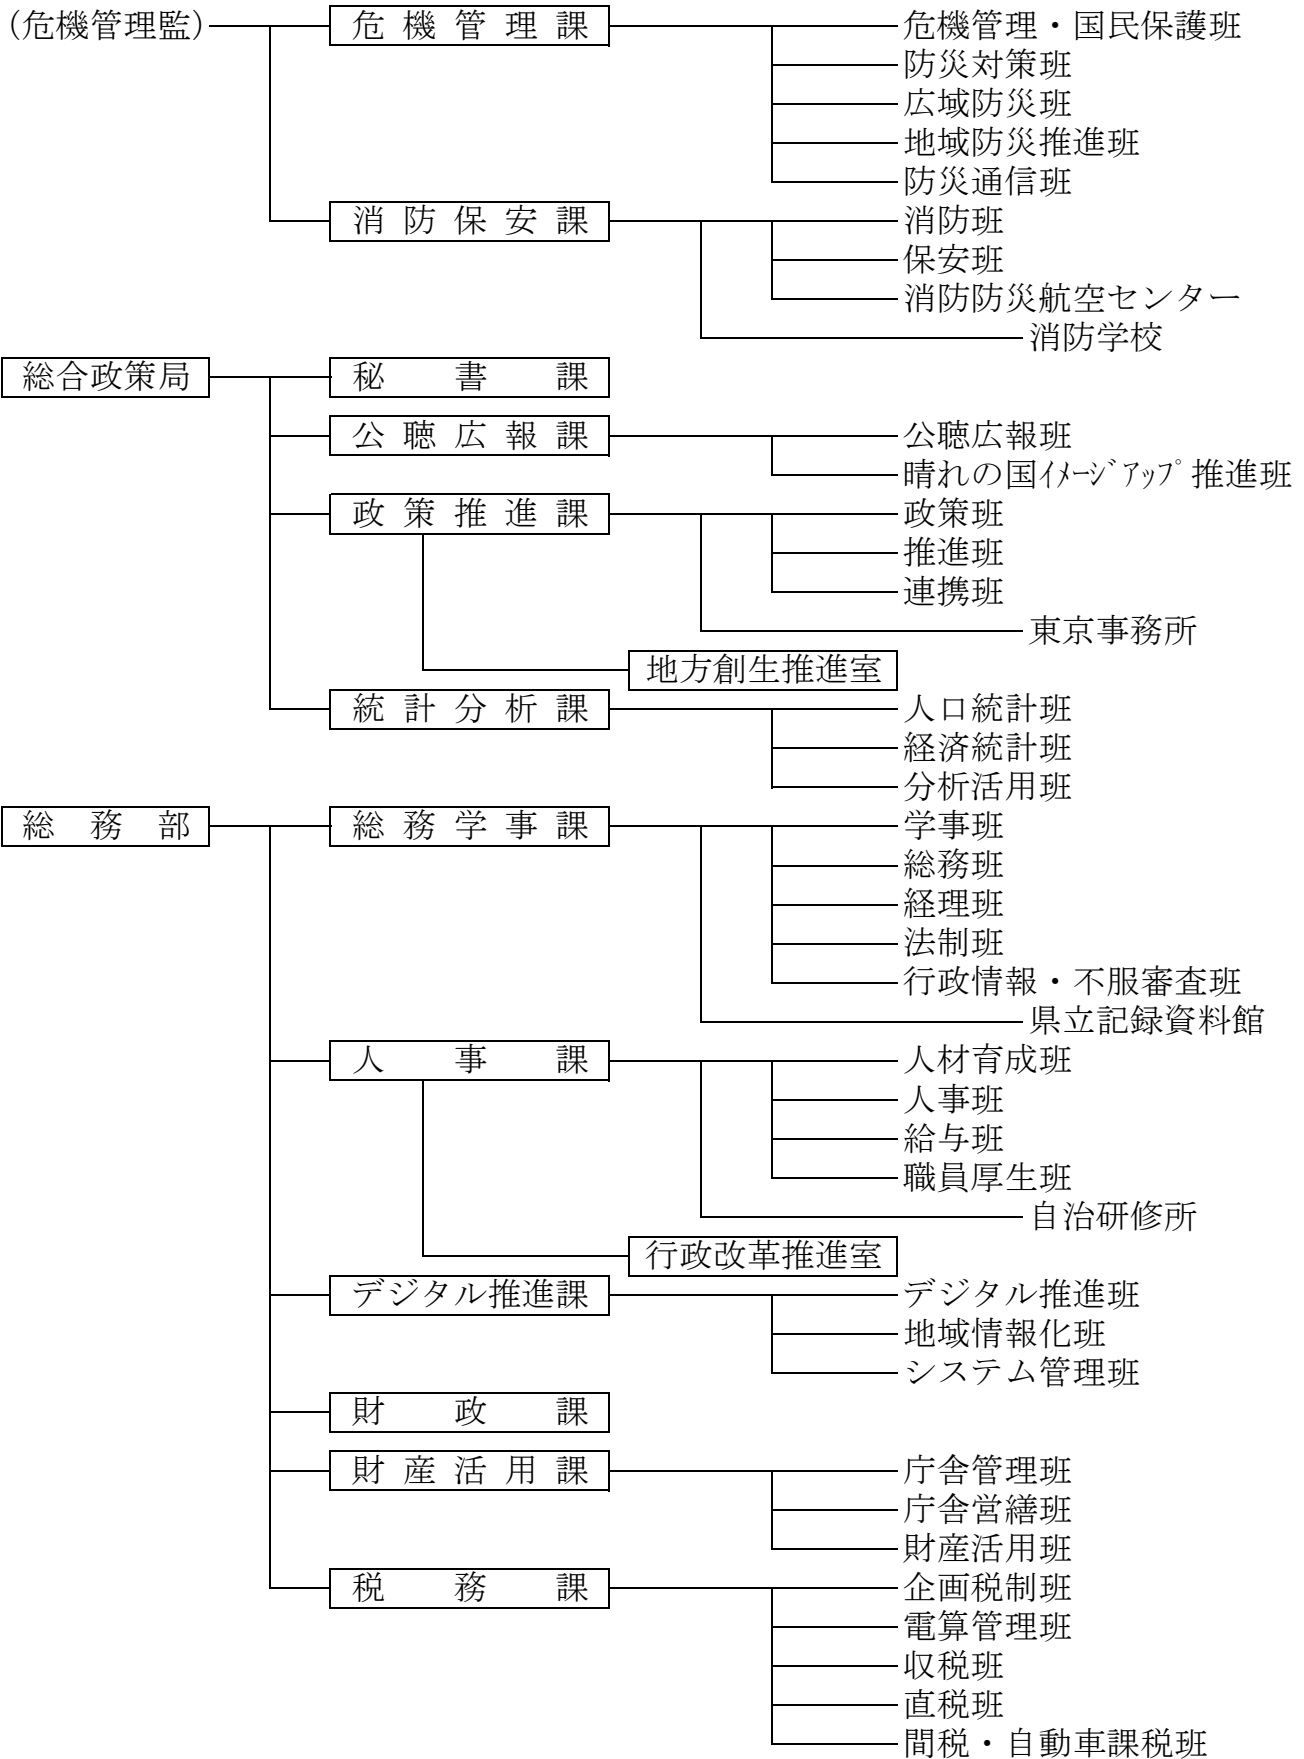 (危機管理監) 危機管理課 危機管理・国民保護班
防災対策班
広域防災班
地域防災推進班
防災通信班
消防保安課 消防班
保安班
消防防災航空センター
消防学校
総合政策局 秘書課
公聴広報課 公聴広報班
晴れの国ｲﾒｰｼﾞｱｯﾌﾟ推進班
政策推進課 政策班
推進班
連携班
東京事務所
地方創生推進室
統計分析課 人口統計班
経済統計班
分析活用班
総務部 総務学事課 学事班
総務班
経理班
法制班
行政情報・不服審査班
県立記録資料館
人事課 人材育成班
人事班
給与班
職員厚生班
自治研修所
行政改革推進室
デジタル推進課 デジタル推進班
地域情報化班
システム管理班
財政課
財産活用課 庁舎管理班
庁舎営繕班
財産活用班
税務課 企画税制班
電算管理班
収税班
直税班
間税・自動車課税班